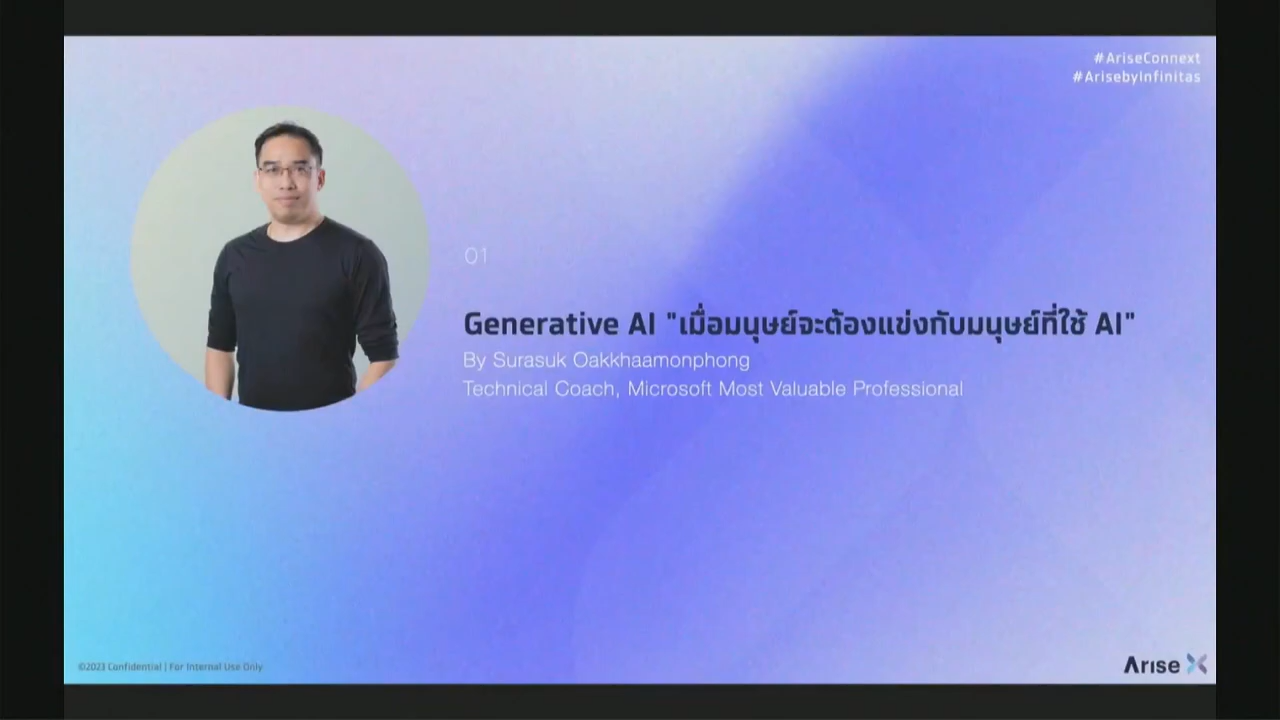 #AriseConnext
#ArisebyInfinitas
01
Generative AI "เมื่อมนุษย์จะต้องแข่งกับมนุษย์ที่ใช้ AI"
By Surasuk Oakkhaamonphong
Technical Coach, Microsoft Most Valuable Professional
©2023 Confidential | For Internal Use Only
Arise